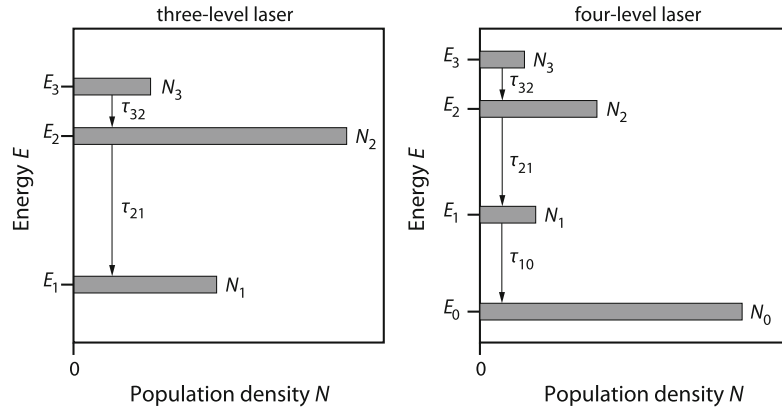 three-level laser
Energy E
E₃
N₃
τ₃₂
E₂
N₂
τ₂₁
E₁
N₁
0
Population density N
four-level laser
Energy E
E₃
N₃
τ₃₂
E₂
N₂
τ₂₁
E₁
N₁
τ₁₀
E₀
N₀
0
Population density N